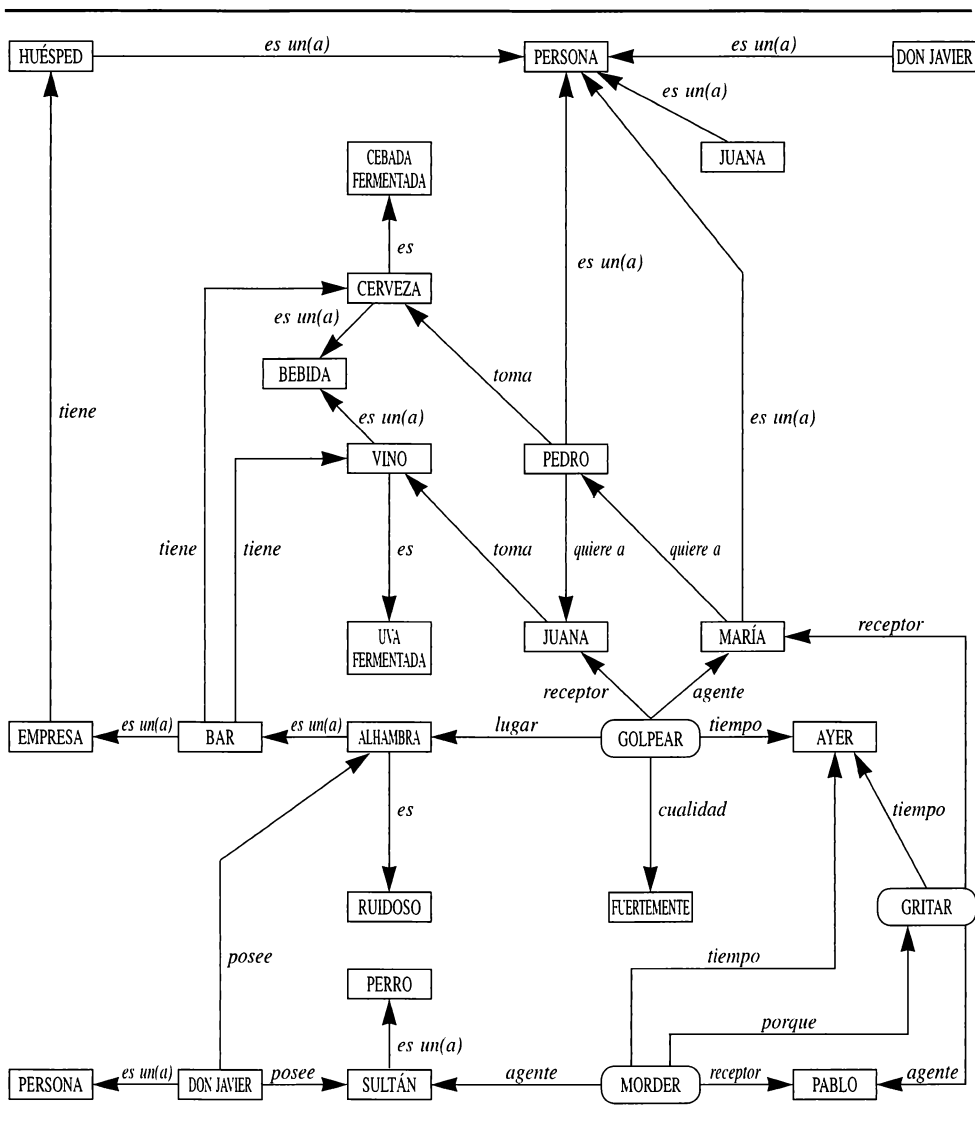 es un(a)
es un(a)
HUÉSPED
PERSONA
DON JAVIER
es un(a)
CEBADA
FERMENTADA
JUANA
es
es un(a)
CERVEZA
es un(a)
BEBIDA
toma
tiene
es un(a)
es un(a)
VINO
PEDRO
tiene
tiene
es
toma
quiere a
quiere a
UVA
FERMENTADA
JUANA
MARÍA
receptor
receptor
agente
EMPRESA
es un(a)
BAR
es un(a)
ALHAMBRA
lugar
GOLPEAR
tiempo
AYER
es
cualidad
tiempo
RUIDOSO
FUERTEMENTE
GRITAR
posee
tiempo
PERRO
porque
es un(a)
PERSONA
es un(a)
DON JAVIER
posee
SULTÁN
agente
MORDER
receptor
PABLO
agente